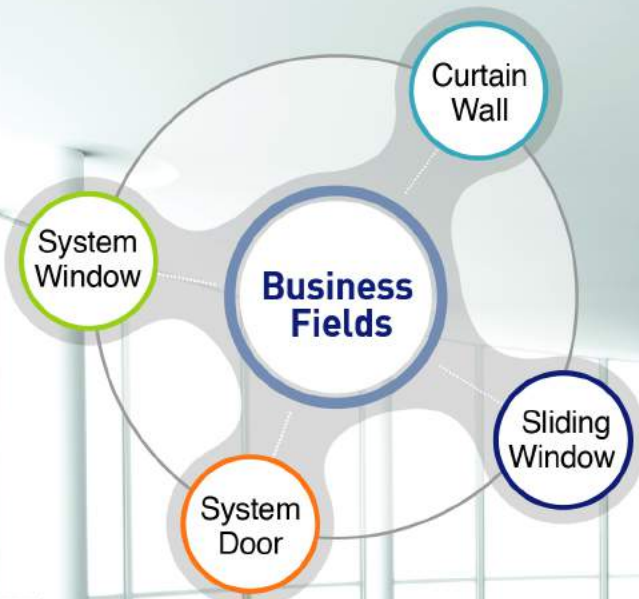 Curtain
Wall
System
Window
Business
Fields
Sliding
Window
System
Door